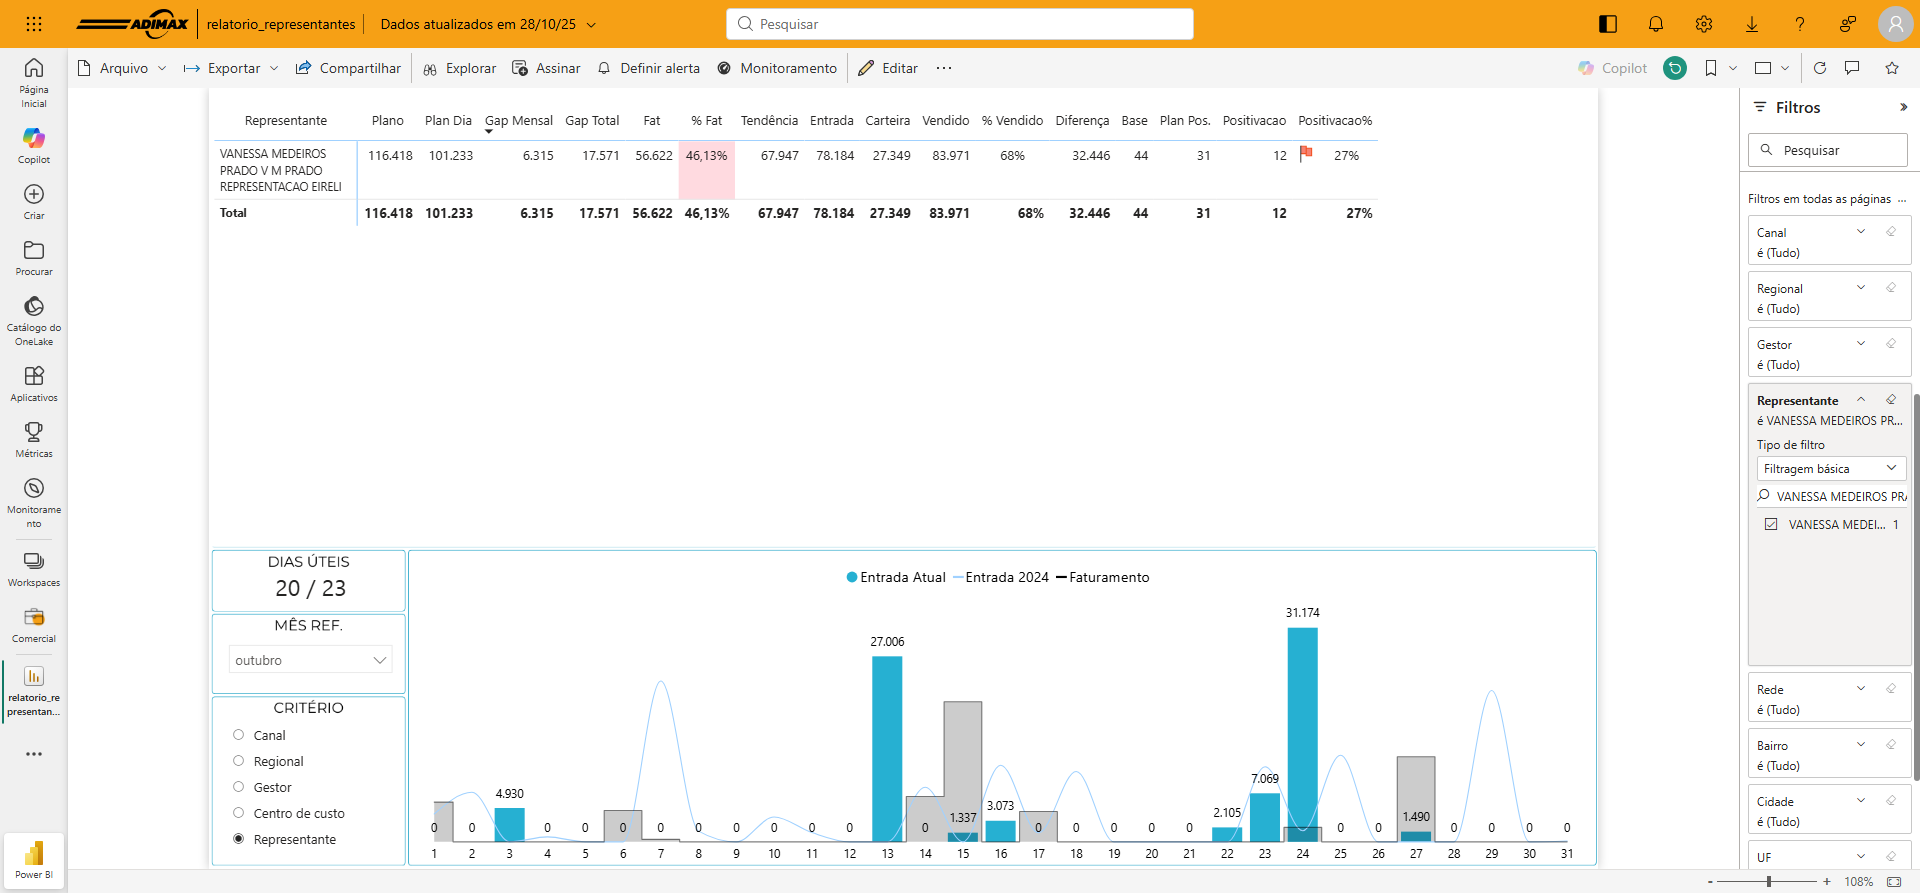 ADIMAX relatorio_representantes Dados atualizados em 28/10/25 Pesquisar
Arquivo Exportar Compartilhar Explorar Assinar Definir alerta Monitoramento Editar ... Copilot
Página
Inicial
Copilot
Criar
Procurar
Catálogo do
OneLake
Aplicativos
Métricas
Monitorame
nto
Workspaces
Comercial
relatorio_re
presentan...
Power BI
Representante Plano Plan Dia Gap Mensal Gap Total Fat % Fat Tendência Entrada Carteira Vendido % Vendido Diferença Base Plan Pos. Positivacao Positivacao%
VANESSA MEDEIROS
PRADO V M PRADO
REPRESENTACAO EIRELI
116.418 101.233 6.315 17.571 56.622 46,13% 67.947 78.184 27.349 83.971 68% 32.446 44 31 12 27%
Total 116.418 101.233 6.315 17.571 56.622 46,13% 67.947 78.184 27.349 83.971 68% 32.446 44 31 12 27%
DIAS ÚTEIS
20 / 23
MÊS REF.
outubro
CRITÉRIO
Canal
Regional
Gestor
Centro de custo
Representante
Entrada Atual Entrada 2024 Faturamento
0 0 4.930 0 0 0 0 0 0 0 0 0 27.006 0 1.337 3.073 0 0 0 0 0 2.105 7.069 31.174 0 0 1.490 0 0 0 0
1 2 3 4 5 6 7 8 9 10 11 12 13 14 15 16 17 18 19 20 21 22 23 24 25 26 27 28 29 30 31
Filtros
Pesquisar
Filtros em todas as páginas ...
Canal
é (Tudo)
Regional
é (Tudo)
Gestor
é (Tudo)
Representante
é VANESSA MEDEIROS PR...
Tipo de filtro
Filtragem básica
VANESSA MEDEIROS PRA
VANESSA MEDEI... 1
Rede
é (Tudo)
Bairro
é (Tudo)
Cidade
é (Tudo)
UF
- + 108%